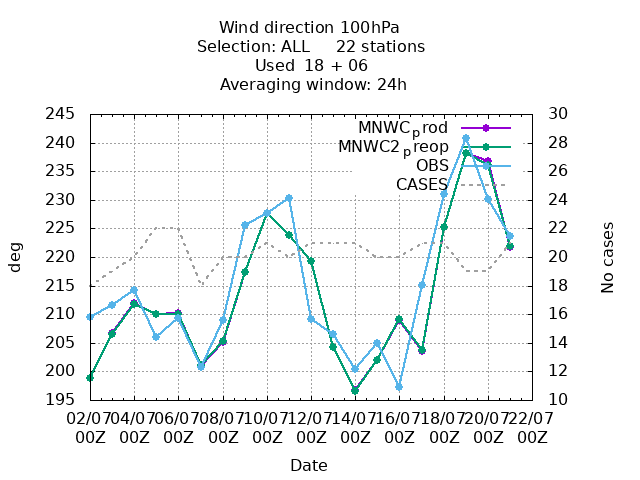 Wind direction 100hPa
Selection: ALL 22 stations
Used 18 + 06
Averaging window: 24h
MNWCprod
MNWC2preop
OBS
CASES
deg
245
240
235
230
225
220
215
210
205
200
195
30
28
26
24
22
20
18
16
14
12
10
No cases
02/07 04/07 06/07 08/07 10/07 12/07 14/07 16/07 18/07 20/07 22/07
00Z 00Z 00Z 00Z 00Z 00Z 00Z 00Z 00Z 00Z 00Z
Date